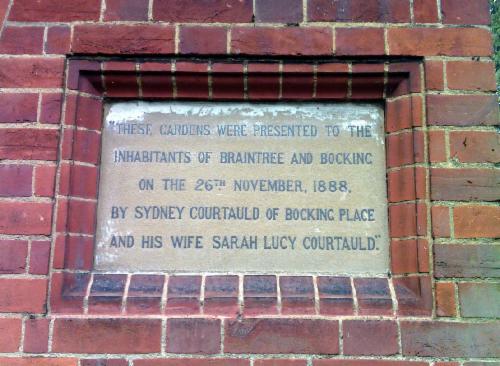 "THESE GARDENS WERE PRESENTED TO THE
INHABITANTS OF BRAINTREE AND BOCKING
ON THE 26TH NOVEMBER, 1888,
BY SYDNEY COURTAULD OF BOCKING PLACE
AND HIS WIFE SARAH LUCY COURTAULD."